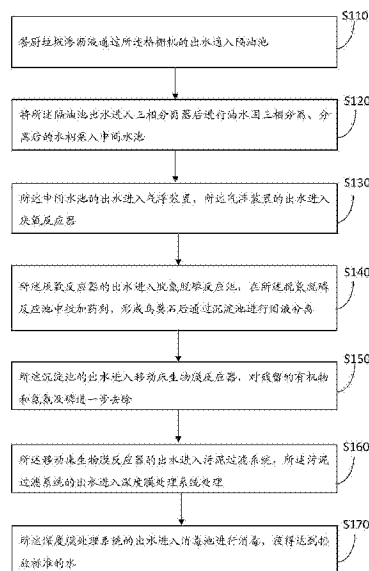 S110
餐厨垃圾渗沥液通过所述格栅机的出水进入隔油池
S120
将所述隔油池出水进入三相分离器后进行油水固三相分离、分
离后的水相泵入中间水池
S130
所述中间水池的出水进入气浮装置，所述气浮装置的出水进入
厌氧反应器
S140
所述厌氧反应器的出水进入脱氮脱磷反应池，在所述脱氮脱磷
反应池中投加药剂，形成鸟粪石后通过沉淀池进行固液分离
S150
所述沉淀池的出水进入移动床生物膜反应器，对残留的有机物
和氨氮及磷进一步去除
S160
所述移动床生物膜反应器的出水进入污泥过滤系统，所述污泥
过滤系统的出水进入深度膜处理系统处理
S170
所述深度膜处理系统的出水进入消毒池进行消毒，获得达到排
放标准的水